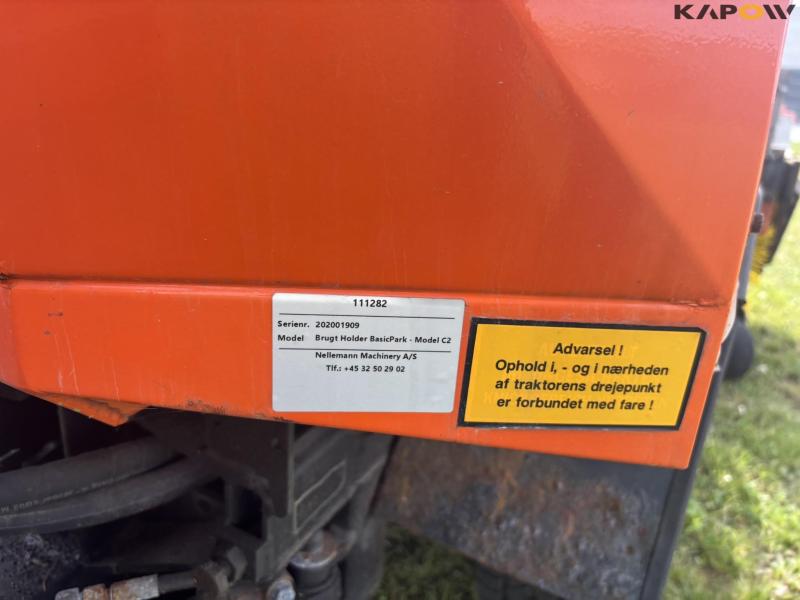 KAPOW
111282
Serienr. 202001909
Model Brugt Holder BasicPark - Model C2
Nellemann Machinery A/S
Tlf.: +45 32 50 29 02
Advarsel !
Ophold i, - og i nærheden
af traktorens drejepunkt
er forbundet med fare !